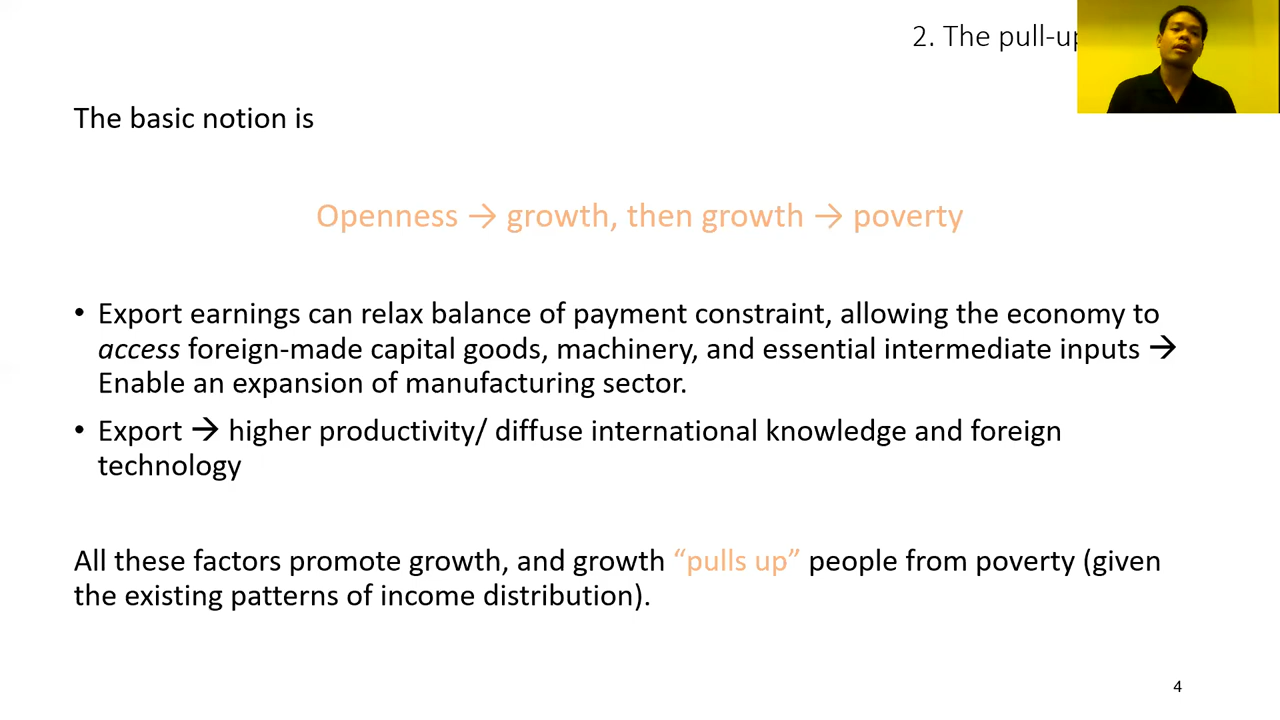 2. The pull-up
The basic notion is
Openness → growth, then growth → poverty
• Export earnings can relax balance of payment constraint, allowing the economy to
access foreign-made capital goods, machinery, and essential intermediate inputs →
Enable an expansion of manufacturing sector.
• Export → higher productivity/ diffuse international knowledge and foreign
technology
All these factors promote growth, and growth “pulls up” people from poverty (given
the existing patterns of income distribution).
4